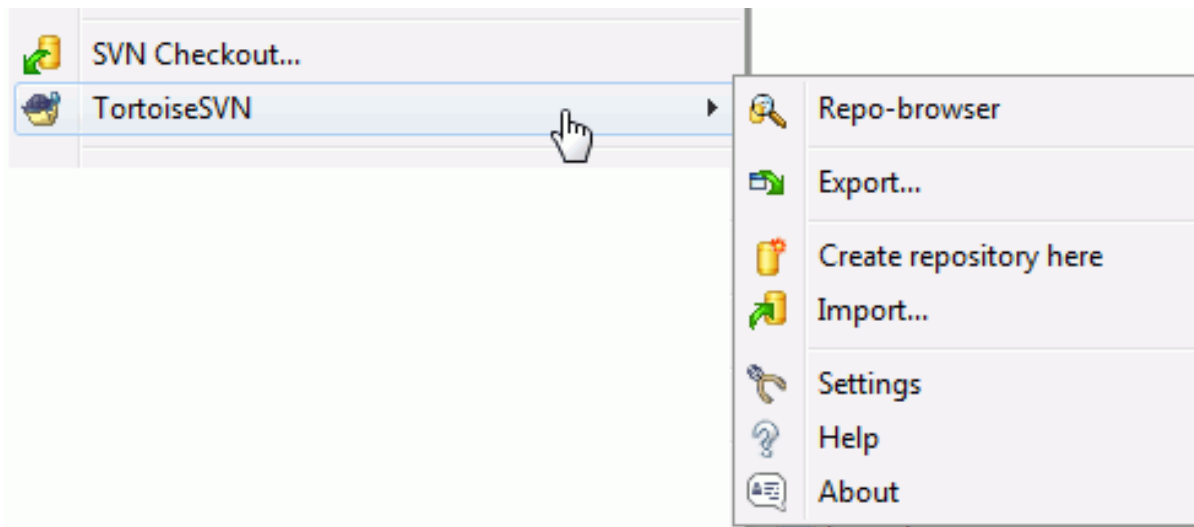 SVN Checkout...
TortoiseSVN
Repo-browser
Export...
Create repository here
Import...
Settings
Help
About